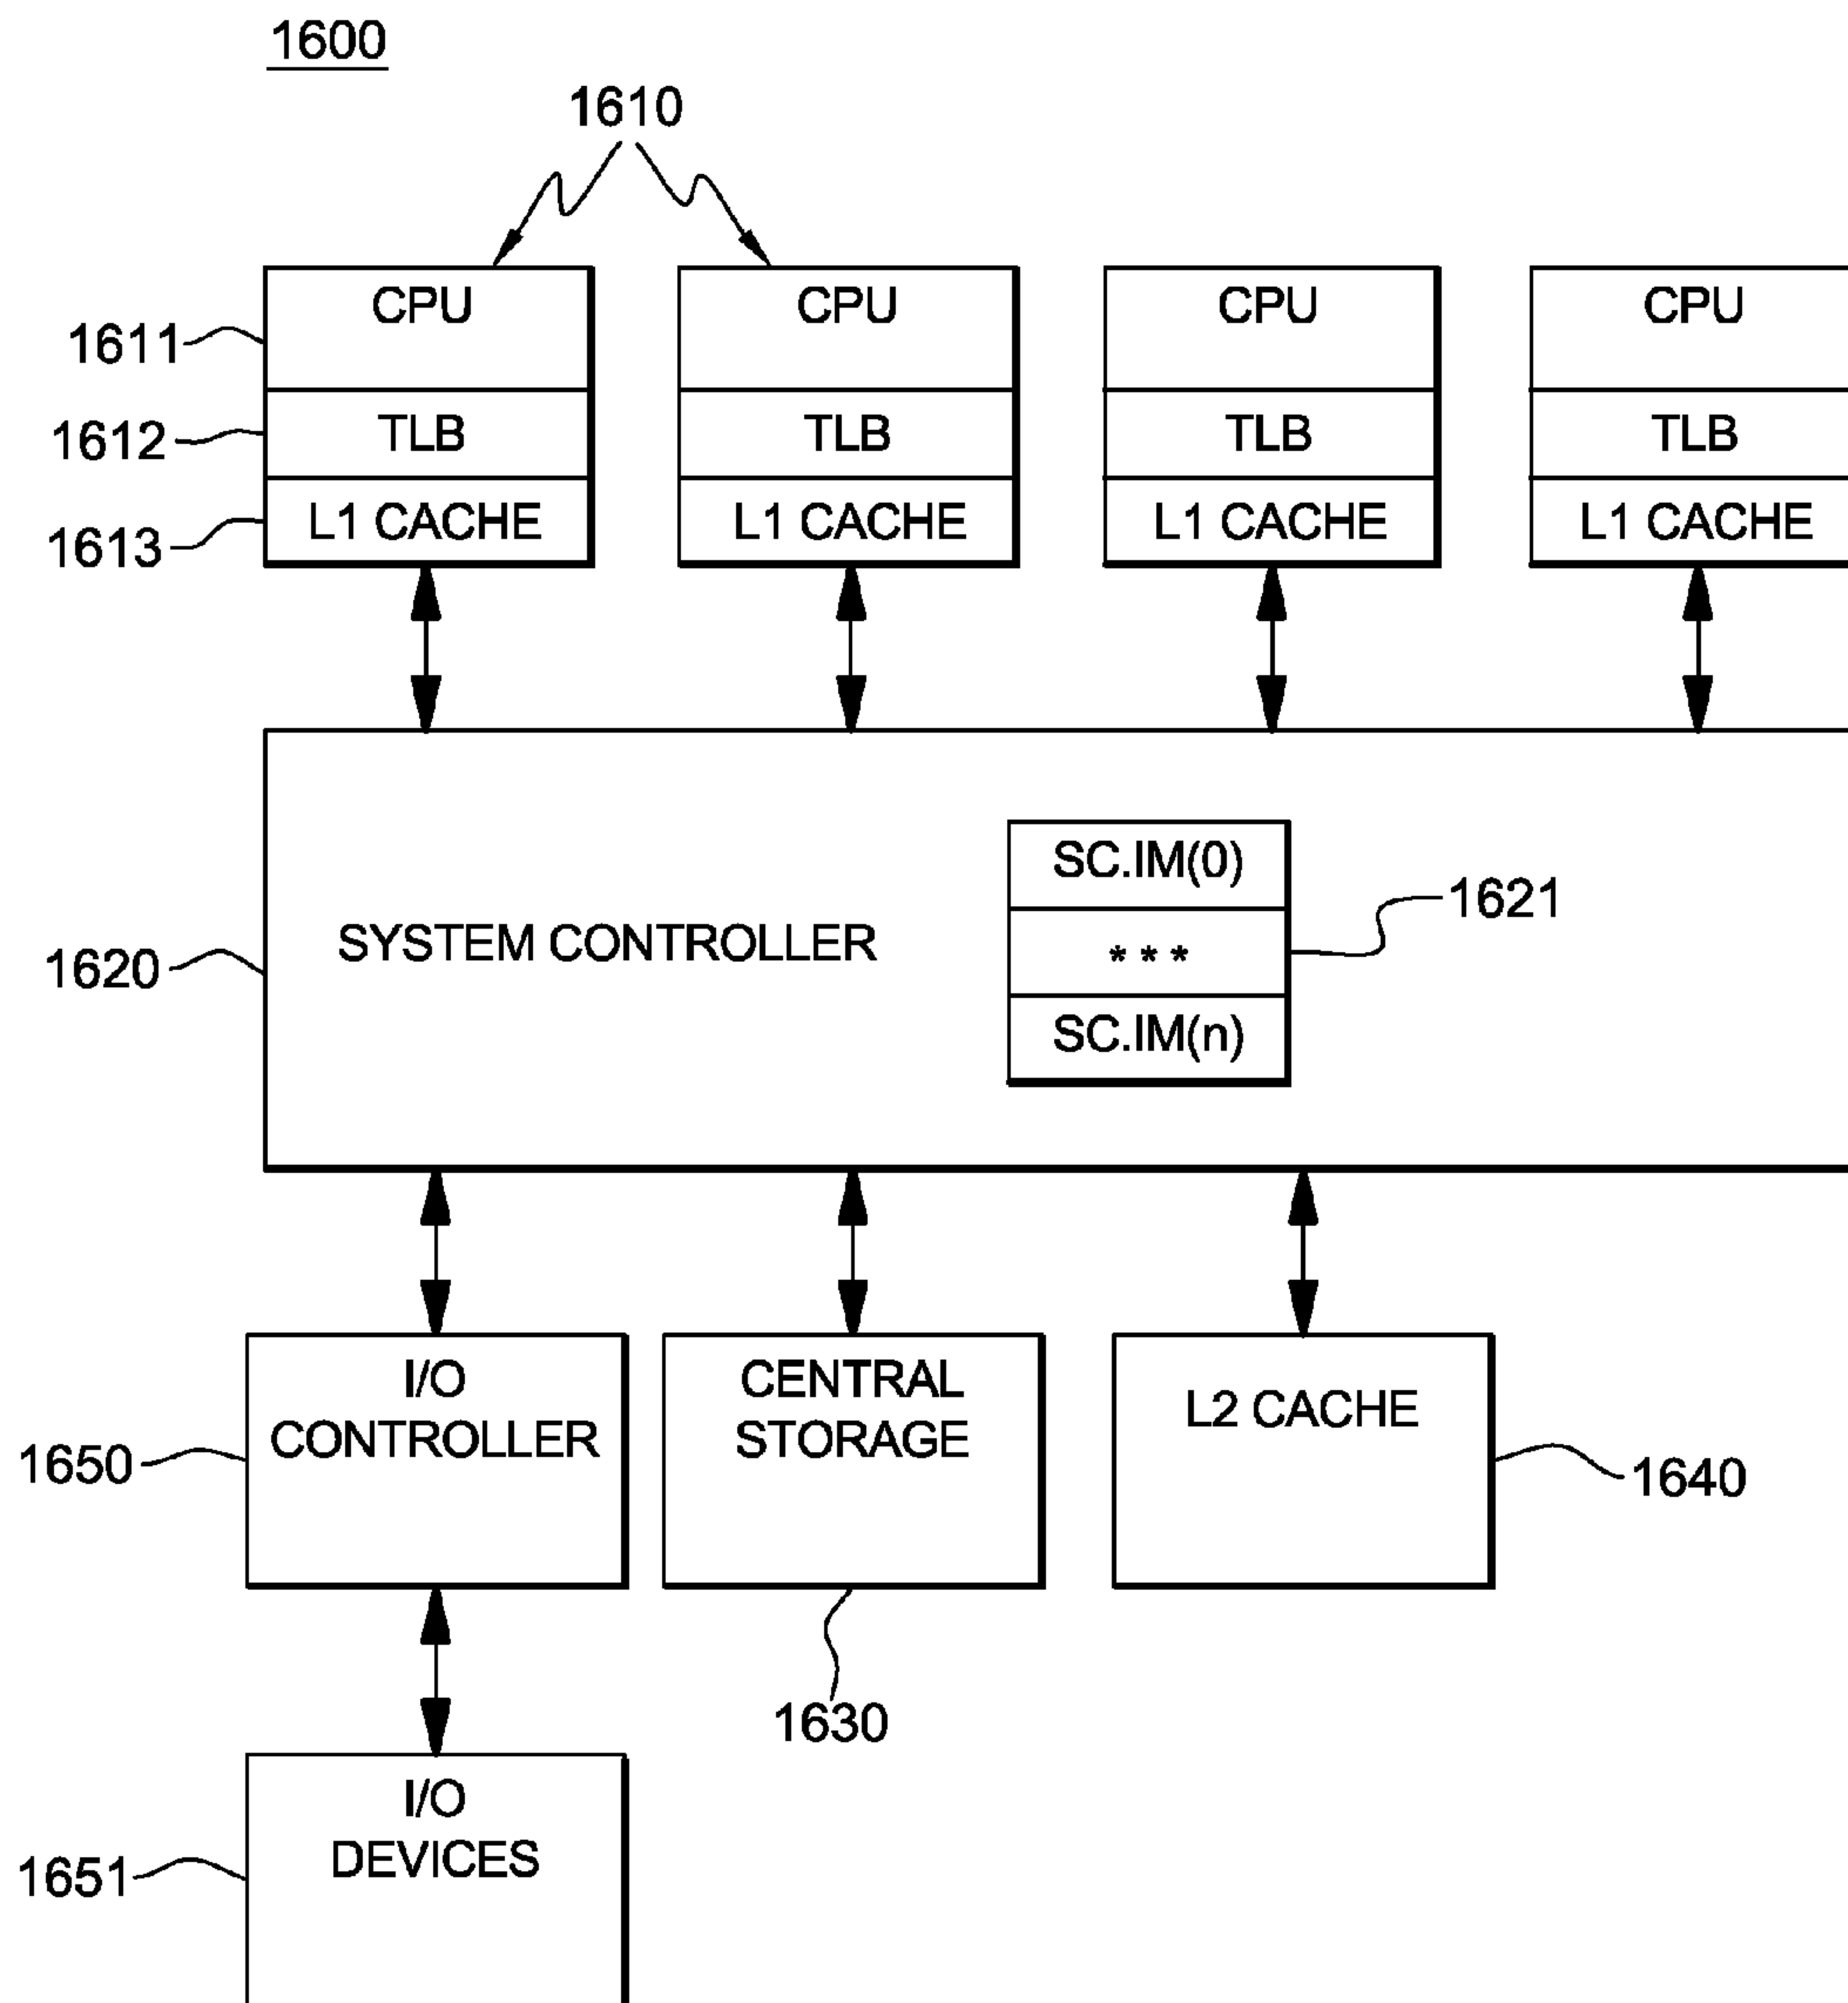 1600
1610
CPU CPU CPU CPU
1611
TLB TLB TLB TLB
1612
L1 CACHE L1 CACHE L1 CACHE L1 CACHE
1613
SC.IM(0)
1621
SYSTEM CONTROLLER
* * *
1620
SC.IM(n)
I/O
CONTROLLER
CENTRAL
STORAGE
L2 CACHE
1650
1640
1630
I/O
DEVICES
1651